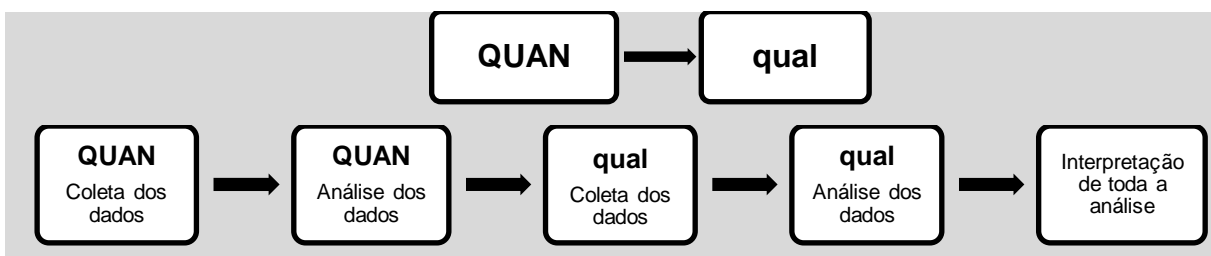 QUAN
qual
QUAN
Coleta dos
dados
QUAN
Análise dos
dados
qual
Coleta dos
dados
qual
Análise dos
dados
Interpretação
de toda a
análise